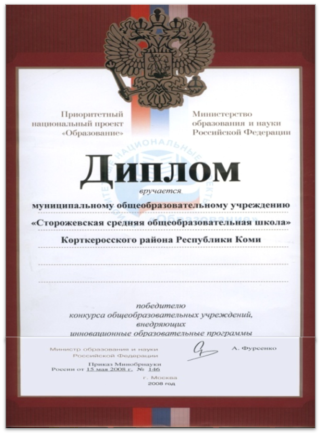 Приоритетный
национальный проект
«Образование»
Министерство
образования и науки
Российской Федерации
Диплом
вручается
муниципальному общеобразовательному учреждению
«Сторожевская средняя общеобразовательная школа»
Корткеросского района Республики Коми
победителю
конкурса общеобразовательных учреждений,
внедряющих
инновационные образовательные программы
Министр образования и науки
Российской Федерации
А. Фурсенко
Приказ Минобрнауки
России от 15 мая 2008 г. № 146
г. Москва
2008 год